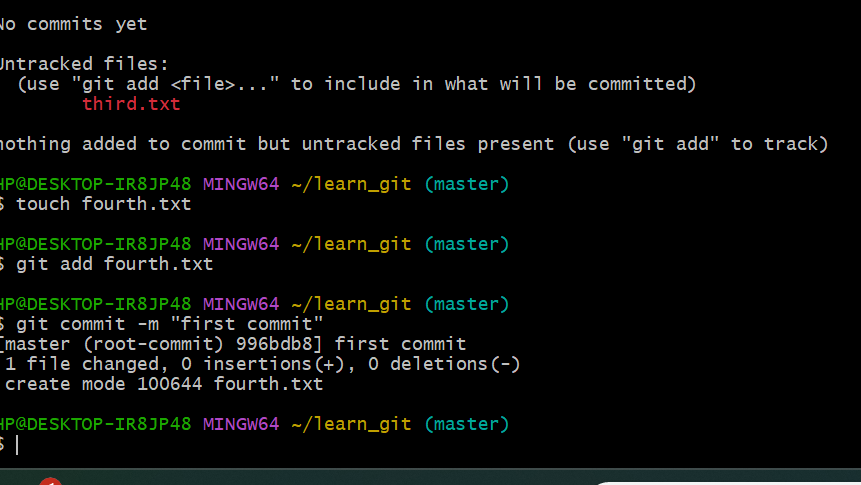 No commits yet
Untracked files:
(use "git add <file>..." to include in what will be committed)
third.txt
nothing added to commit but untracked files present (use "git add" to track)
HP@DESKTOP-IR8JP48 MINGW64 ~/learn_git (master)
$ touch fourth.txt
HP@DESKTOP-IR8JP48 MINGW64 ~/learn_git (master)
$ git add fourth.txt
HP@DESKTOP-IR8JP48 MINGW64 ~/learn_git (master)
$ git commit -m "first commit"
[master (root-commit) 996bdb8] first commit
1 file changed, 0 insertions(+), 0 deletions(-)
create mode 100644 fourth.txt
HP@DESKTOP-IR8JP48 MINGW64 ~/learn_git (master)
$